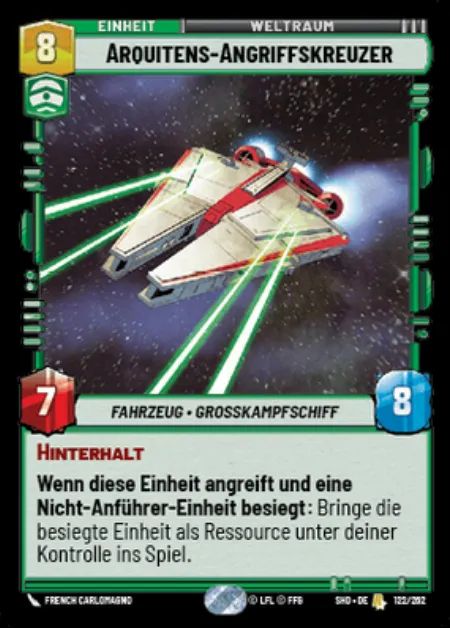 EINHEIT
WELTRAUM
8
ARQUITENS-ANGRIFFSKREUZER
7
FAHRZEUG • GROSSKAMPFSCHIFF
8
HINTERHALT
Wenn diese Einheit angreift und eine
Nicht-Anführer-Einheit besiegt: Bringe die
besiegte Einheit als Ressource unter deiner
Kontrolle ins Spiel.
FRENCH CARLOMAGNO
© LFL © FFG
SHD • DE
122/262